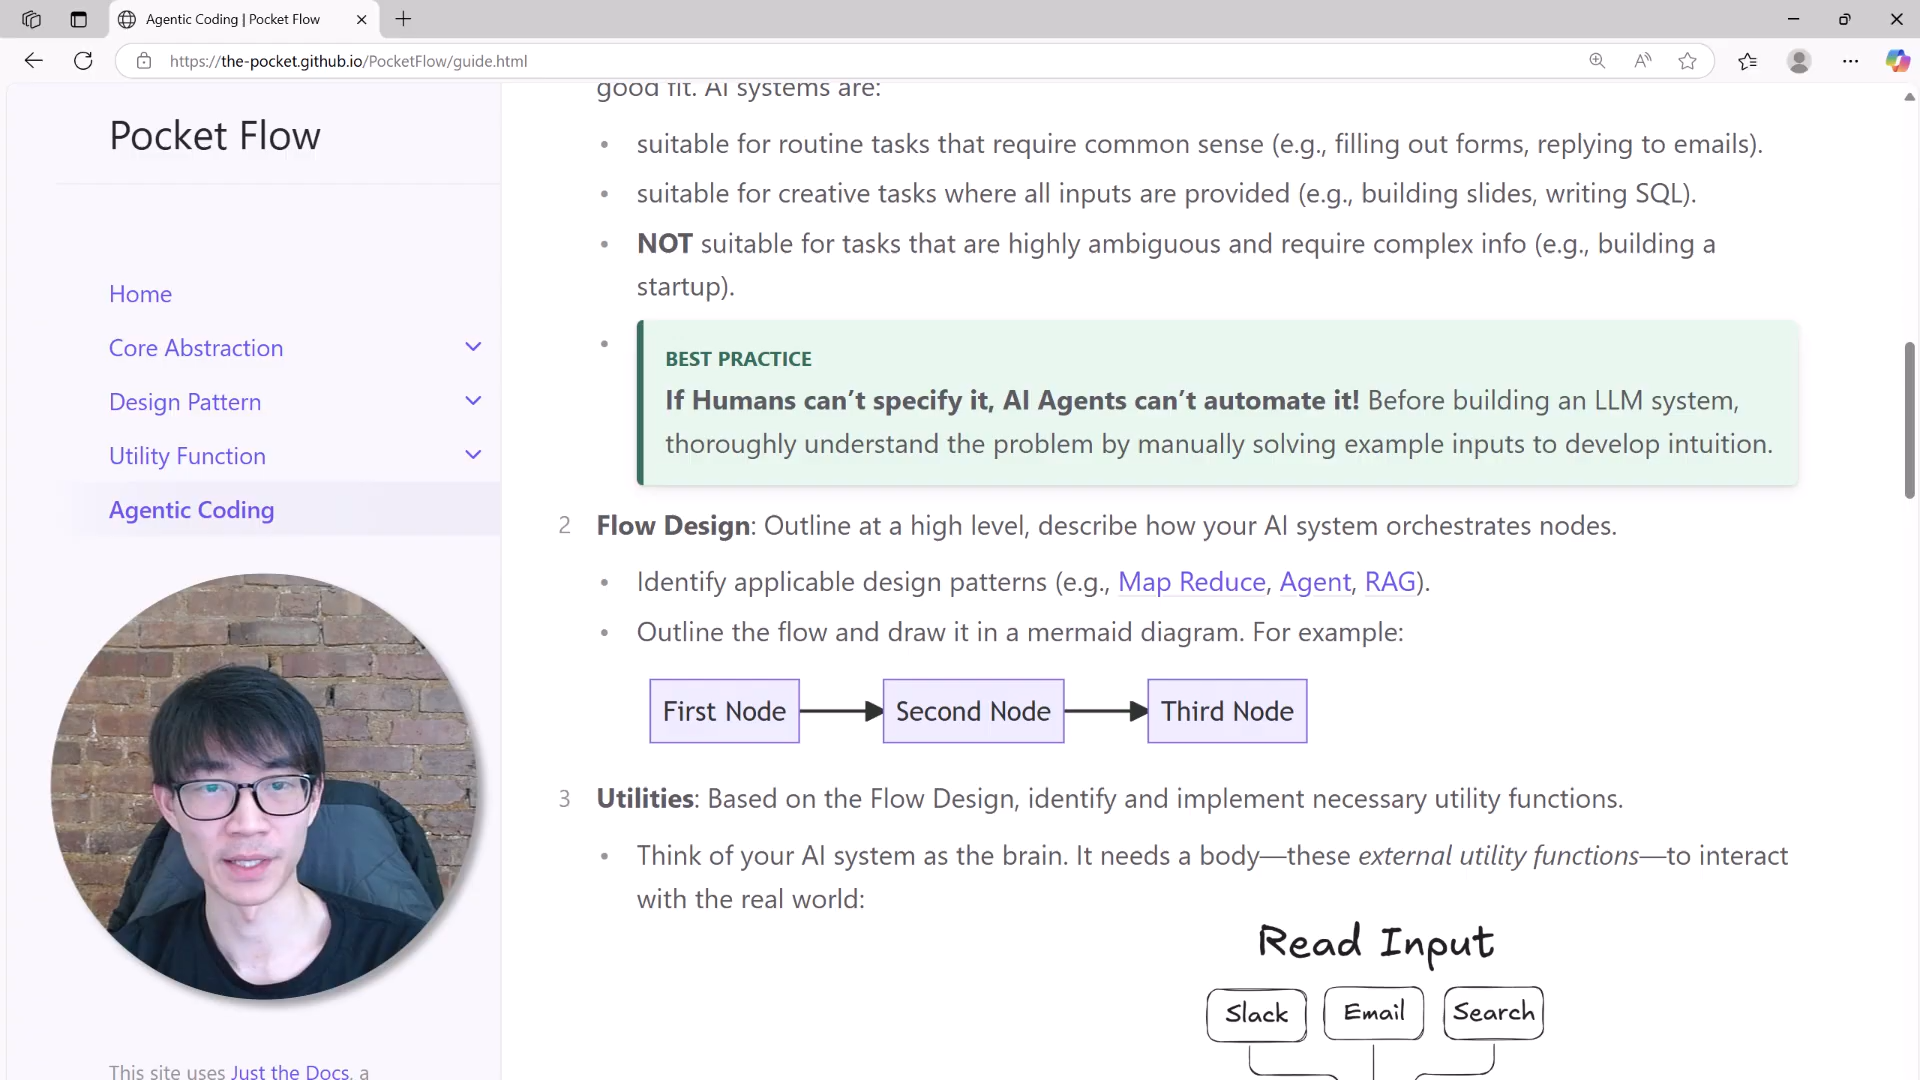 Agentic Coding | Pocket Flow
https://the-pocket.github.io/PocketFlow/guide.html
Pocket Flow
Home
Core Abstraction
Design Pattern
Utility Function
Agentic Coding
This site uses Just the Docs, a
good fit. AI systems are:
• suitable for routine tasks that require common sense (e.g., filling out forms, replying to emails).
• suitable for creative tasks where all inputs are provided (e.g., building slides, writing SQL).
• NOT suitable for tasks that are highly ambiguous and require complex info (e.g., building a
startup).
• BEST PRACTICE
If Humans can’t specify it, AI Agents can’t automate it! Before building an LLM system,
thoroughly understand the problem by manually solving example inputs to develop intuition.
2 Flow Design: Outline at a high level, describe how your AI system orchestrates nodes.
• Identify applicable design patterns (e.g., Map Reduce, Agent, RAG).
• Outline the flow and draw it in a mermaid diagram. For example:
First Node Second Node Third Node
3 Utilities: Based on the Flow Design, identify and implement necessary utility functions.
• Think of your AI system as the brain. It needs a body—these external utility functions—to interact
with the real world:
Read Input
Slack Email Search